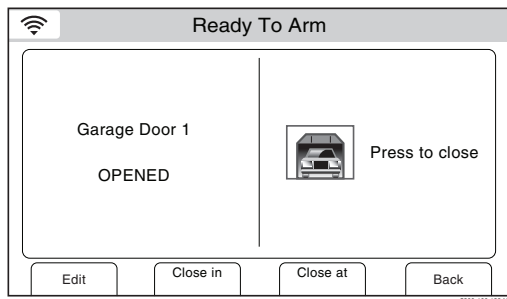 Ready To Arm
Garage Door 1
OPENED
Press to close
Edit
Close in
Close at
Back